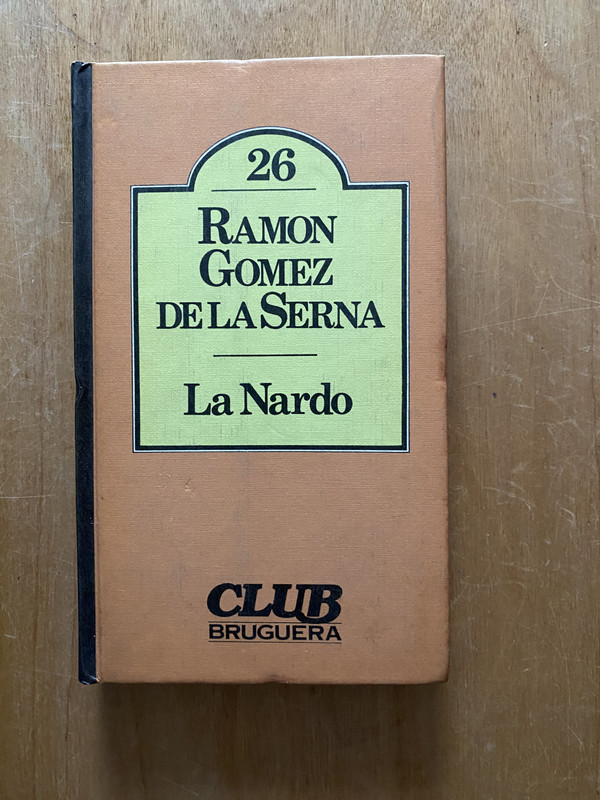 26
RAMON
GOMEZ
DE LA SERNA
La Nardo
CLUB
BRUGUERA